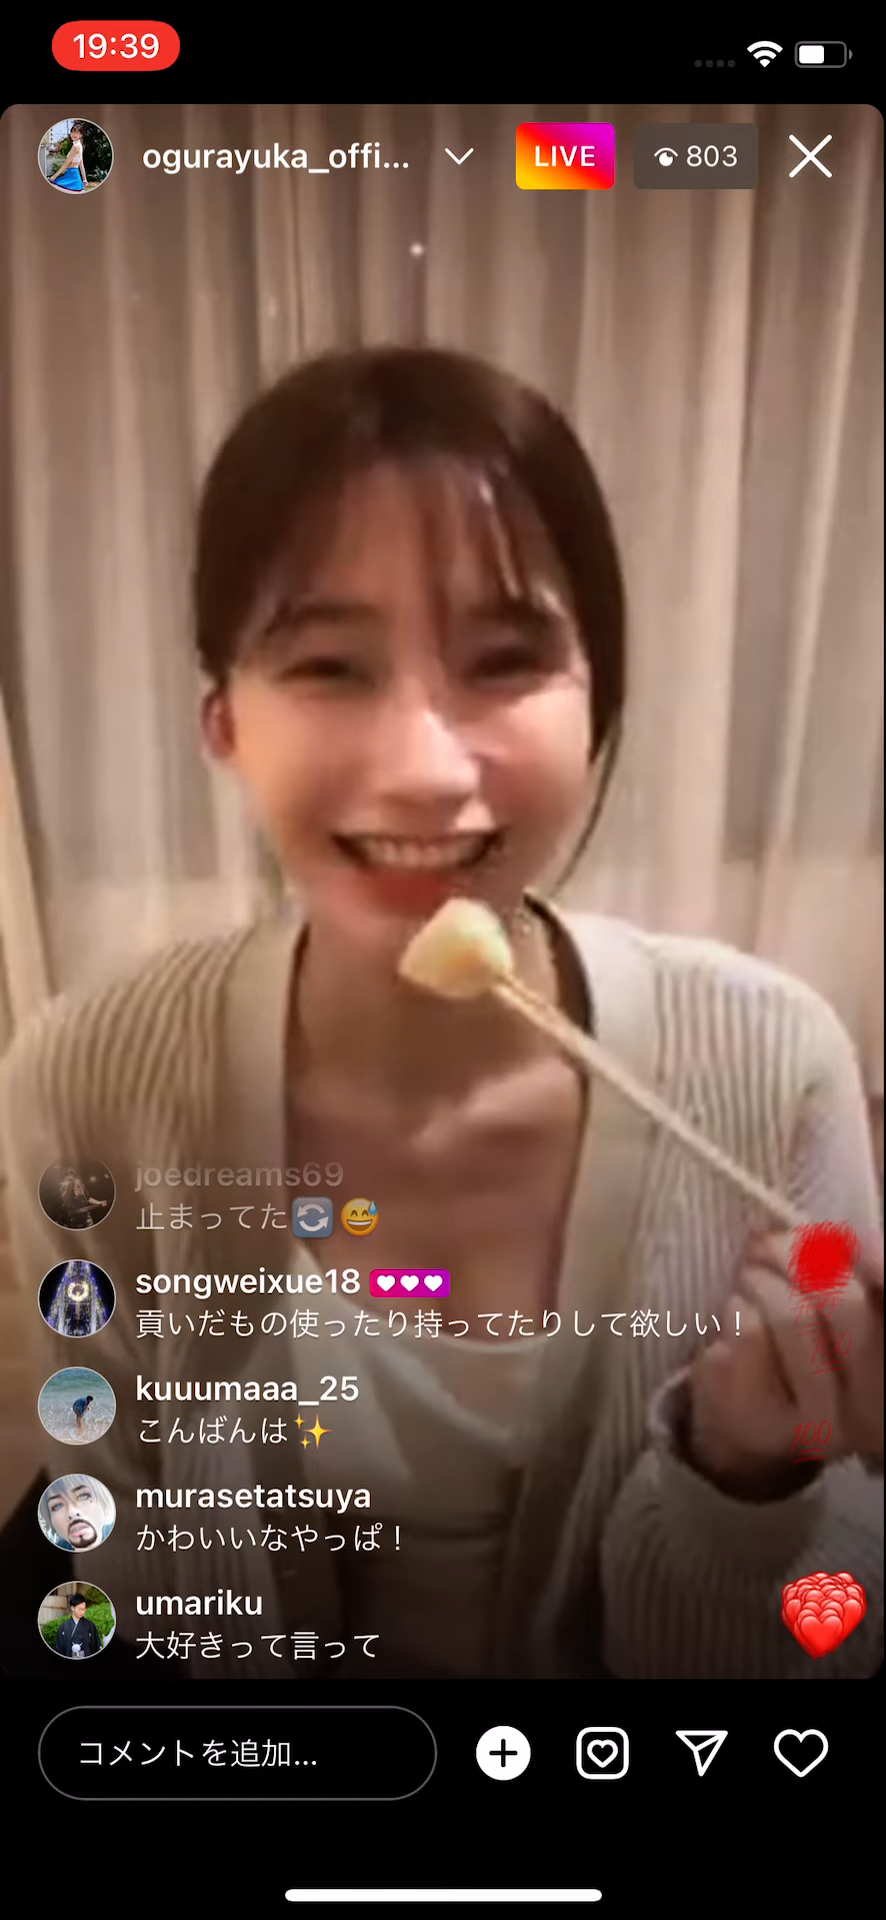 19:39
ogurayuka_offi...
LIVE
803
joedreams69
止まってた🔄😅
songweixue18
貢いだもの使ったり持ってたりして欲しい！
kuuumaaa_25
こんばんは✨
murasetatsuya
かわいいなやっぱ！
umariku
大好きって言って
100
100
コメントを追加...